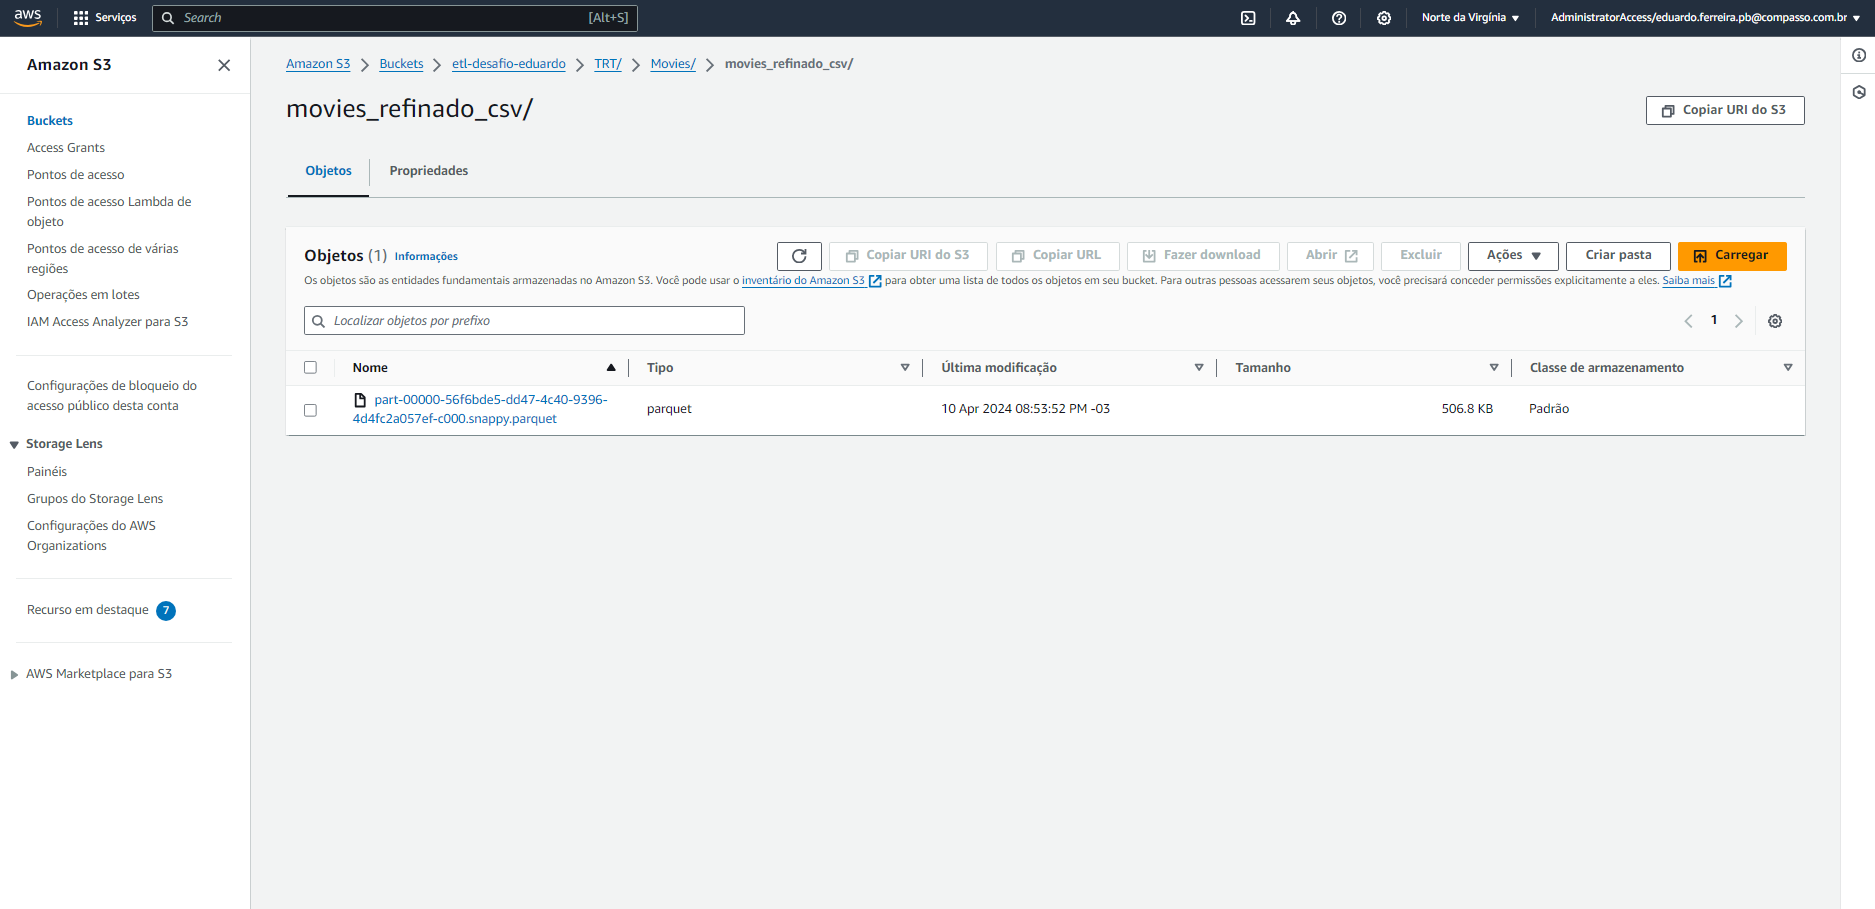 aws
Serviços
Search
[Alt+S]
Norte da Virgínia
AdministratorAccess/eduardo.ferreira.pb@compasso.com.br
Amazon S3
Buckets
Access Grants
Pontos de acesso
Pontos de acesso Lambda de
objeto
Pontos de acesso de várias
regiões
Operações em lotes
IAM Access Analyzer para S3
Configurações de bloqueio do
acesso público desta conta
Storage Lens
Painéis
Grupos do Storage Lens
Configurações do AWS
Organizations
Recurso em destaque 7
AWS Marketplace para S3
Amazon S3 > Buckets > etl-desafio-eduardo > TRT/ > Movies/ > movies_refinado_csv/
movies_refinado_csv/
Copiar URI do S3
Objetos
Propriedades
Objetos (1) Informações
Copiar URI do S3
Copiar URL
Fazer download
Abrir
Excluir
Ações
Criar pasta
Carregar
Os objetos são as entidades fundamentais armazenadas no Amazon S3. Você pode usar o inventário do Amazon S3 para obter uma lista de todos os objetos em seu bucket. Para outras pessoas acessarem seus objetos, você precisará conceder permissões explicitamente a eles. Saiba mais
Localizar objetos por prefixo
1
Nome
Tipo
Última modificação
Tamanho
Classe de armazenamento
part-00000-56f6bde5-dd47-4c40-9396-
4d4fc2a057ef-c000.snappy.parquet
parquet
10 Apr 2024 08:53:52 PM -03
506.8 KB
Padrão